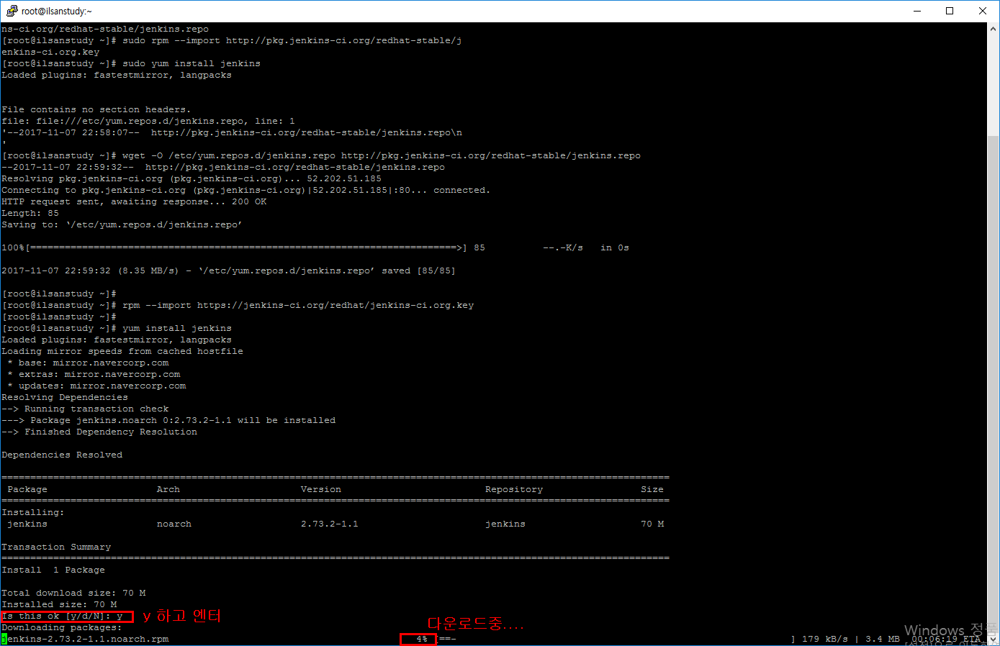 root@ilsanstudy:~
ns-ci.org/redhat-stable/jenkins.repo
[root@ilsanstudy ~]# sudo rpm --import http://pkg.jenkins-ci.org/redhat-stable/j
enkins-ci.org.key
[root@ilsanstudy ~]# sudo yum install jenkins
Loaded plugins: fastestmirror, langpacks
File contains no section headers.
file: file:///etc/yum.repos.d/jenkins.repo, line: 1
'--2017-11-07 22:58:07--  http://pkg.jenkins-ci.org/redhat-stable/jenkins.repo\n
'
[root@ilsanstudy ~]# wget -O /etc/yum.repos.d/jenkins.repo http://pkg.jenkins-ci.org/redhat-stable/jenkins.repo
--2017-11-07 22:59:32--  http://pkg.jenkins-ci.org/redhat-stable/jenkins.repo
Resolving pkg.jenkins-ci.org (pkg.jenkins-ci.org)... 52.202.51.185
Connecting to pkg.jenkins-ci.org (pkg.jenkins-ci.org)|52.202.51.185|:80... connected.
HTTP request sent, awaiting response... 200 OK
Length: 85
Saving to: ‘/etc/yum.repos.d/jenkins.repo’
100%[==========================================================================>] 85          --.-K/s   in 0s
2017-11-07 22:59:32 (8.35 MB/s) - ‘/etc/yum.repos.d/jenkins.repo’ saved [85/85]
[root@ilsanstudy ~]#
[root@ilsanstudy ~]# rpm --import https://jenkins-ci.org/redhat/jenkins-ci.org.key
[root@ilsanstudy ~]#
[root@ilsanstudy ~]# yum install jenkins
Loaded plugins: fastestmirror, langpacks
Loading mirror speeds from cached hostfile
 * base: mirror.navercorp.com
 * extras: mirror.navercorp.com
 * updates: mirror.navercorp.com
Resolving Dependencies
--> Running transaction check
---> Package jenkins.noarch 0:2.73.2-1.1 will be installed
--> Finished Dependency Resolution
Dependencies Resolved
====================================================================================================================
 Package                   Arch                     Version                         Repository                 Size
====================================================================================================================
Installing:
 jenkins                   noarch                   2.73.2-1.1                      jenkins                    70 M
Transaction Summary
====================================================================================================================
Install  1 Package
Total download size: 70 M
Installed size: 70 M
Is this ok [y/d/N]: y  y 하고 엔터
다운로드중....
Downloading packages:
Windows 정품
jenkins-2.73.2-1.1.noarch.rpm                                           4% [==-                                                          ] 179 kB/s | 3.4 MB  00:06:19 ETA